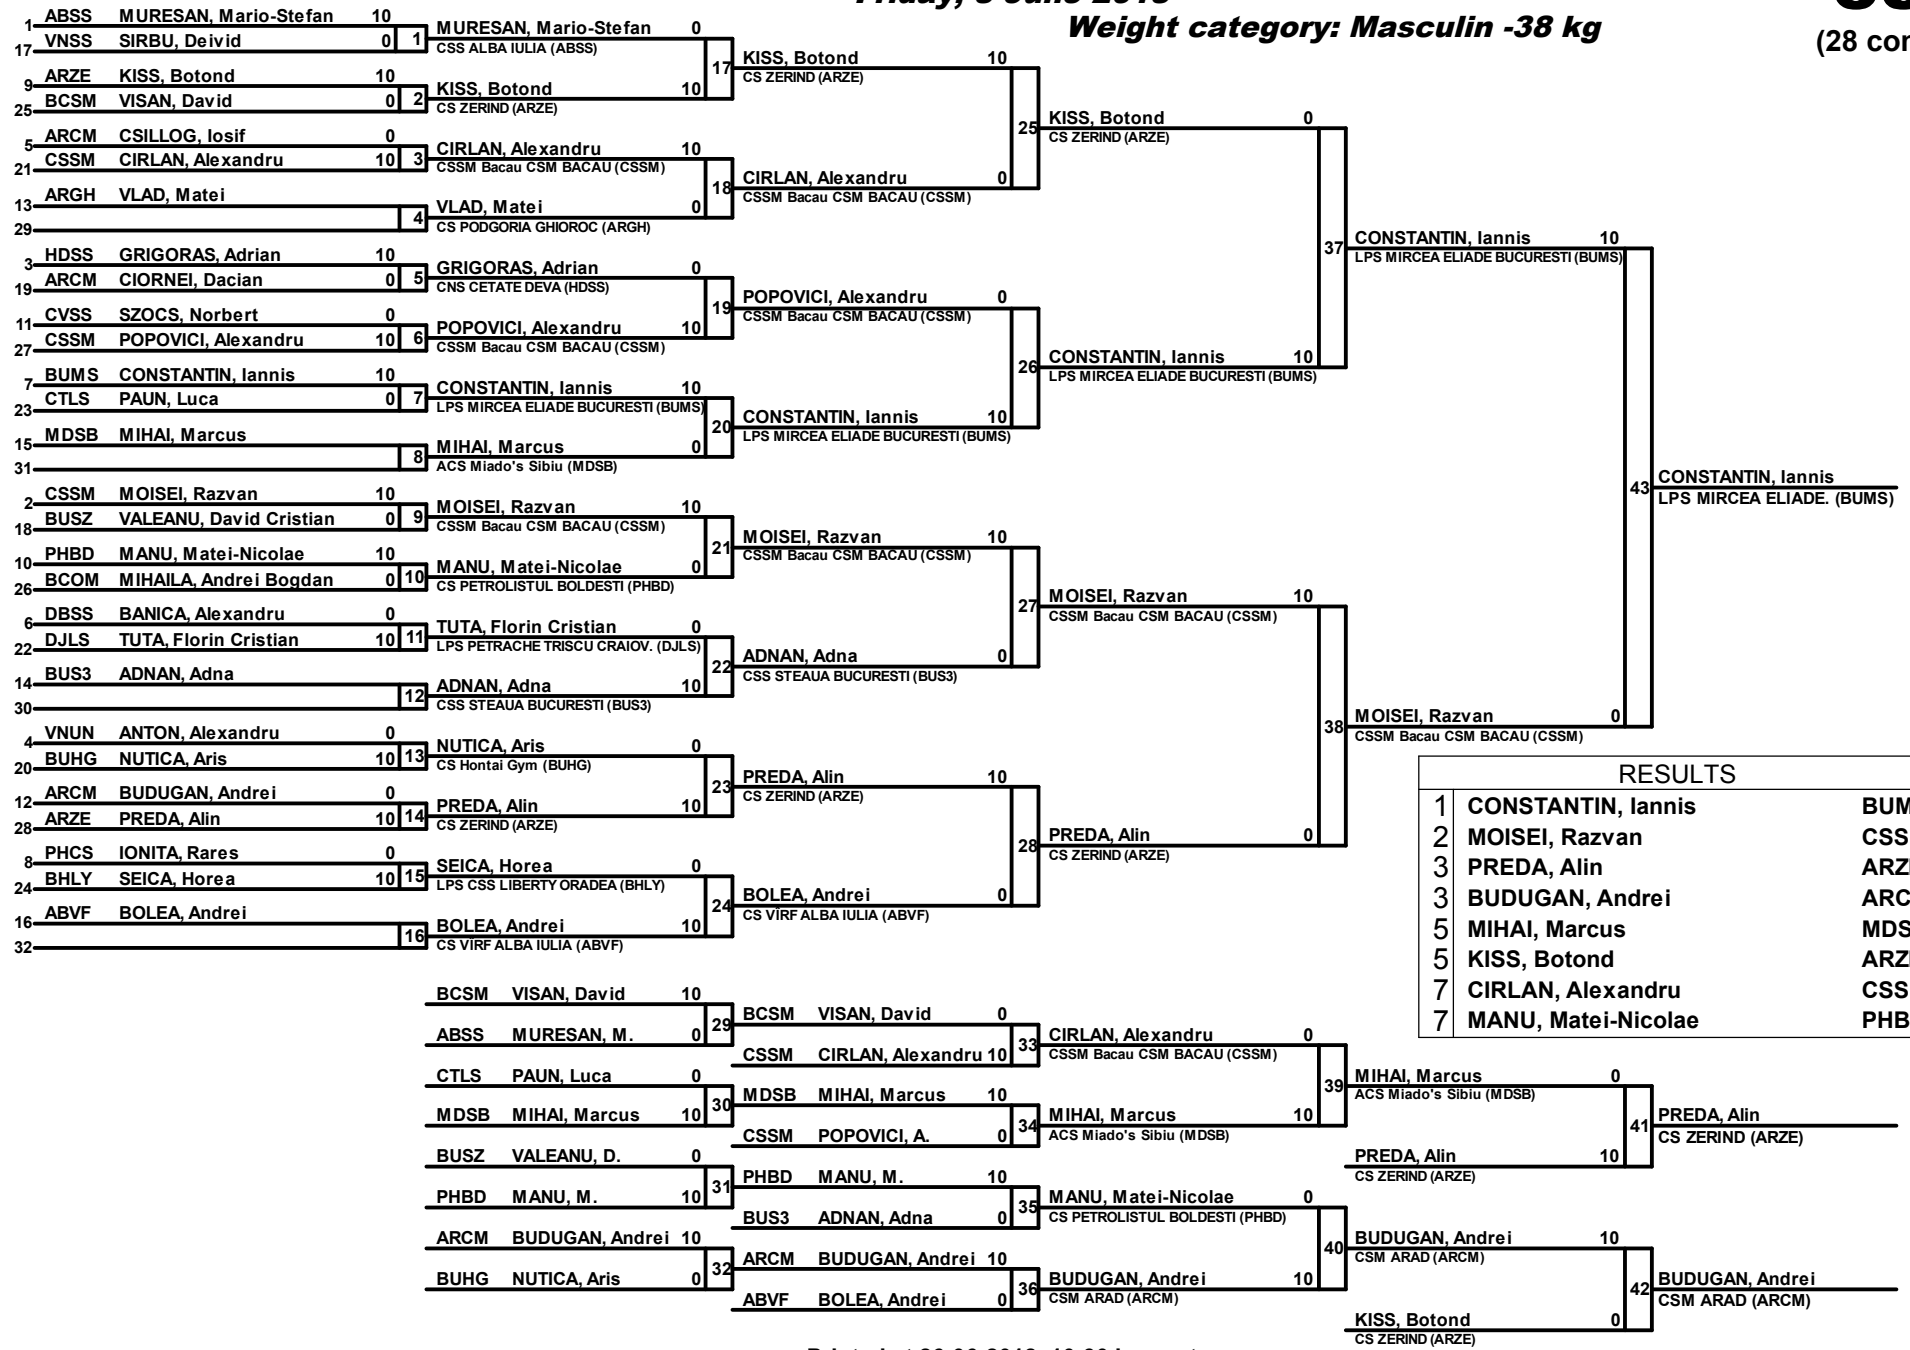 Weight category: Masculin -38 kg
1 ABSS MURESAN, Mario-Stefan 10
17 VNSS SIRBU, Deivid 0 1
9 ARZE KISS, Botond 10
25 BCSM VISAN, David 0 2
5 ARCM CSILLOG, Iosif 0
21 CSSM CIRLAN, Alexandru 10 3
13 ARGH VLAD, Matei
29 4
3 HDSS GRIGORAS, Adrian 10
19 ARCM CIORNEI, Dacian 0 5
11 CVSS SZOCS, Norbert 0
27 CSSM POPOVICI, Alexandru 10 6
7 BUMS CONSTANTIN, Iannis 10
23 CTLS PAUN, Luca 0 7
15 MDSB MIHAI, Marcus
31 8
2 CSSM MOISEI, Razvan 10
18 BUSZ VALEANU, David Cristian 0 9
10 PHBD MANU, Matei-Nicolae 10
26 BCOM MIHAILA, Andrei Bogdan 0 10
6 DBSS BANICA, Alexandru 0
22 DJLS TUTA, Florin Cristian 10 11
14 BUS3 ADNAN, Adna
30 12
4 VNUN ANTON, Alexandru 0
20 BUHG NUTICA, Aris 10 13
12 ARCM BUDUGAN, Andrei 0
28 ARZE PREDA, Alin 10 14
8 PHCS IONITA, Rares 0
24 BHLY SEICA, Horea 10 15
16 ABVF BOLEA, Andrei
32 16
MURESAN, Mario-Stefan 0
CSS ALBA IULIA (ABSS)
17
KISS, Botond 10
CS ZERIND (ARZE)
CIRLAN, Alexandru 10
CSSM Bacau CSM BACAU (CSSM)
18
VLAD, Matei 0
CS PODGORIA GHIOROC (ARGH)
GRIGORAS, Adrian 0
CNS CETATE DEVA (HDSS)
19
POPOVICI, Alexandru 10
CSSM Bacau CSM BACAU (CSSM)
CONSTANTIN, Iannis 10
LPS MIRCEA ELIADE BUCURESTI (BUMS)
20
MIHAI, Marcus 0
ACS Miado's Sibiu (MDSB)
MOISEI, Razvan 10
CSSM Bacau CSM BACAU (CSSM)
21
MANU, Matei-Nicolae 0
CS PETROLISTUL BOLDESTI (PHBD)
TUTA, Florin Cristian 0
LPS PETRACHE TRISCU CRAIOV. (DJLS)
22
ADNAN, Adna 10
CSS STEAUA BUCURESTI (BUS3)
NUTICA, Aris 0
CS Hontai Gym (BUHG)
23
PREDA, Alin 10
CS ZERIND (ARZE)
SEICA, Horea 0
LPS CSS LIBERTY ORADEA (BHLY)
24
BOLEA, Andrei 10
CS VÎRF ALBA IULIA (ABVF)
KISS, Botond 10
CS ZERIND (ARZE)
25
CIRLAN, Alexandru 0
CSSM Bacau CSM BACAU (CSSM)
POPOVICI, Alexandru 0
CSSM Bacau CSM BACAU (CSSM)
26
CONSTANTIN, Iannis 10
LPS MIRCEA ELIADE BUCURESTI (BUMS)
MOISEI, Razvan 10
CSSM Bacau CSM BACAU (CSSM)
27
ADNAN, Adna 0
CSS STEAUA BUCURESTI (BUS3)
PREDA, Alin 10
CS ZERIND (ARZE)
28
BOLEA, Andrei 0
CS VÎRF ALBA IULIA (ABVF)
KISS, Botond 0
CS ZERIND (ARZE)
37
CONSTANTIN, Iannis 10
LPS MIRCEA ELIADE BUCURESTI (BUMS)
MOISEI, Razvan 10
CSSM Bacau CSM BACAU (CSSM)
38
PREDA, Alin 0
CS ZERIND (ARZE)
CONSTANTIN, Iannis 10
LPS MIRCEA ELIADE BUCURESTI (BUMS)
43
MOISEI, Razvan 0
CSSM Bacau CSM BACAU (CSSM)
CONSTANTIN, Iannis
LPS MIRCEA ELIADE. (BUMS)
RESULTS
1 CONSTANTIN, Iannis
2 MOISEI, Razvan
3 PREDA, Alin
3 BUDUGAN, Andrei
5 MIHAI, Marcus
5 KISS, Botond
7 CIRLAN, Alexandru
7 MANU, Matei-Nicolae
BCSM VISAN, David 10
29
ABSS MURESAN, M. 0
CTLS PAUN, Luca 0
30
MDSB MIHAI, Marcus 10
BUSZ VALEANU, D. 0
31
PHBD MANU, M. 10
ARCM BUDUGAN, Andrei 10
32
BUHG NUTICA, Aris 0
BCSM VISAN, David 0
33
CSSM CIRLAN, Alexandru 10
MDSB MIHAI, Marcus 10
34
CSSM POPOVICI, A. 0
PHBD MANU, M. 10
35
BUS3 ADNAN, Adna 0
ARCM BUDUGAN, Andrei 10
36
ABVF BOLEA, Andrei 0
CIRLAN, Alexandru 0
CSSM Bacau CSM BACAU (CSSM)
39
MIHAI, Marcus 10
ACS Miado's Sibiu (MDSB)
MANU, Matei-Nicolae 0
CS PETROLISTUL BOLDESTI (PHBD)
40
BUDUGAN, Andrei 10
CSM ARAD (ARCM)
MIHAI, Marcus 0
ACS Miado's Sibiu (MDSB)
41
PREDA, Alin 10
CS ZERIND (ARZE)
BUDUGAN, Andrei 10
CSM ARAD (ARCM)
42
KISS, Botond 0
CS ZERIND (ARZE)
PREDA, Alin
CS ZERIND (ARZE)
BUDUGAN, Andrei
CSM ARAD (ARCM)